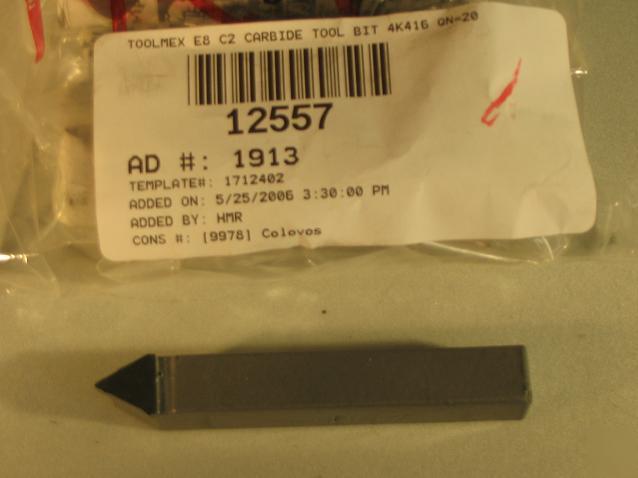 TOOLMEX E8 C2 CARBIDE TOOL BIT 4K416 QN=20
12557
AD #: 1913
TEMPLATE#: 1712402
ADDED ON: 5/25/2006 3:30:00 PM
ADDED BY: HMR
CONS #: [9978] Colovos